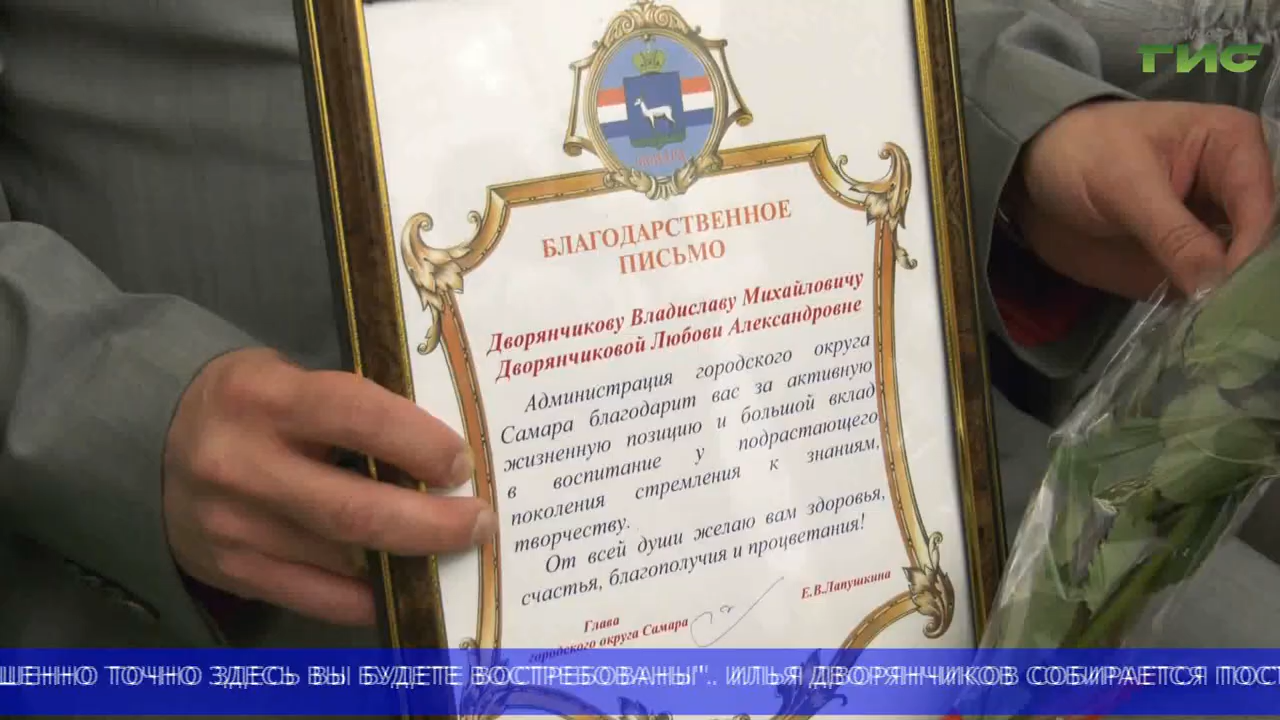 ГИС
САМАРА
БЛАГОДАРСТВЕННОЕ
ПИСЬМО
Дворянчикову Владиславу Михайловичу
Дворянчиковой Любови Александровне
Администрация городского округа
Самара благодарит вас за активную
жизненную позицию и большой вклад
в воспитание у подрастающего
поколения стремления к знаниям,
творчеству.
От всей души желаю вам здоровья,
счастья, благополучия и процветания!
Глава
городского округа Самара
Е.В.Лапушкина
ШЕННО ТОЧНО ЗДЕСЬ ВЫ БУДЕТЕ ВОСТРЕБОВАНЫ".. ИЛЬЯ ДВОРЯНЧИКОВ СОБИРАЕТСЯ ПОСТ